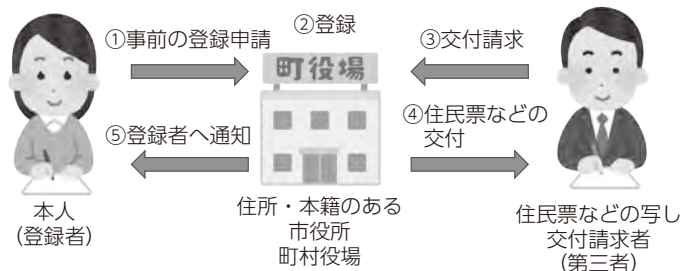 ①事前の登録申請
②登録
③交付請求
町役場
④住民票などの
交付
⑤登録者へ通知
本人
(登録者)
住所・本籍のある
市役所
町村役場
住民票などの写し
交付請求者
(第三者)